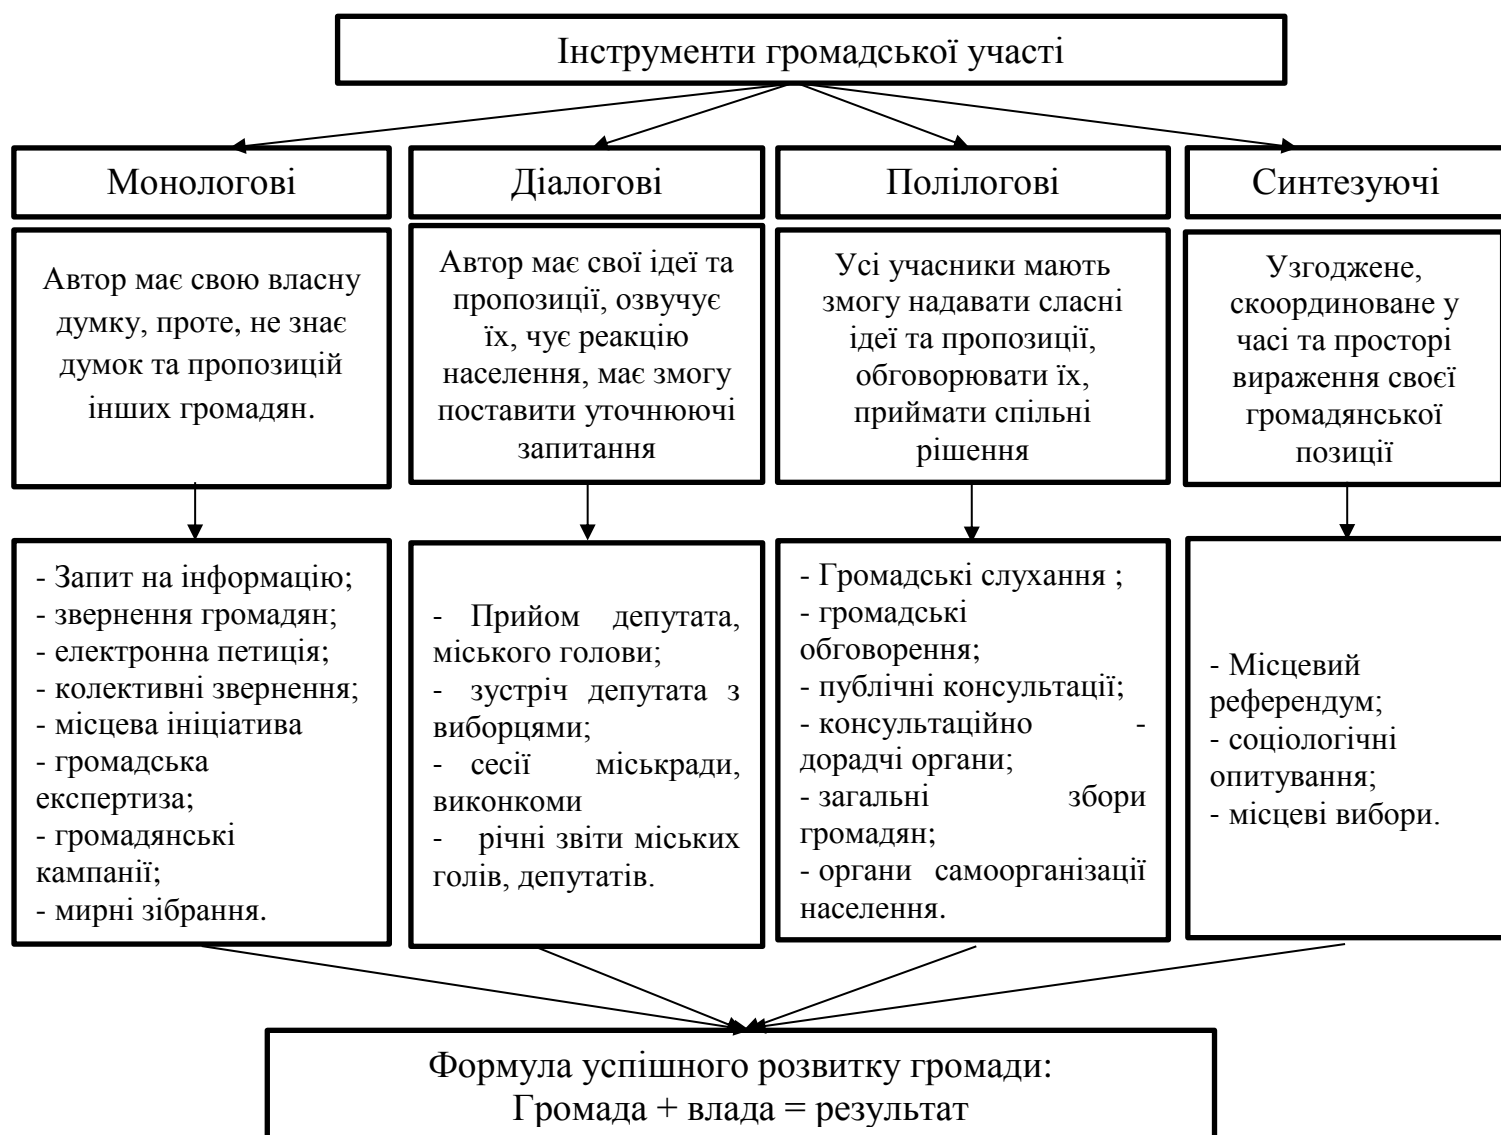 Інструменти громадської участі
Монологові
Діалогові
Полілогові
Синтезуючі
Автор має свою власну
думку, проте, не знає
думок та пропозицій
інших громадян.
Автор має свої ідеї та
пропозиції, озвучує
їх, чує реакцію
населення, має змогу
поставити уточнюючі
запитання
Усі учасники мають
змогу надавати сласні
ідеї та пропозиції,
обговорювати їх,
приймати спільні
рішення
Узгоджене,
скоординоване у
часі та просторі
вираження своєї
громадянської
позиції
- Запит на інформацію;
- звернення громадян;
- електронна петиція;
- колективні звернення;
- місцева ініціатива
- громадська
експертиза;
- громадянські
кампанії;
- мирні зібрання.
- Прийом депутата,
міського голови;
- зустріч депутата з
виборцями;
- сесії міськради,
виконкоми
- річні звіти міських
голів, депутатів.
- Громадські слухання ;
- громадські
обговорення;
- публічні консультації;
- консультаційно -
дорадчі органи;
- загальні збори
громадян;
- органи самоорганізації
населення.
- Місцевий
референдум;
- соціологічні
опитування;
- місцеві вибори.
Формула успішного розвитку громади:
Громада + влада = результат